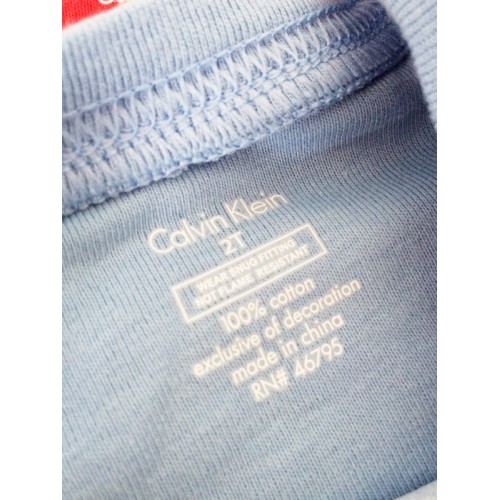 Calvin Klein
2T
WEAR SNUG FITTING
NOT FLAME RESISTANT
100% cotton
exclusive of decoration
made in china
RN# 46795